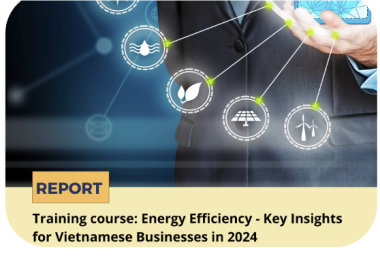 REPORT
Training course: Energy Efficiency - Key Insights
for Vietnamese Businesses in 2024